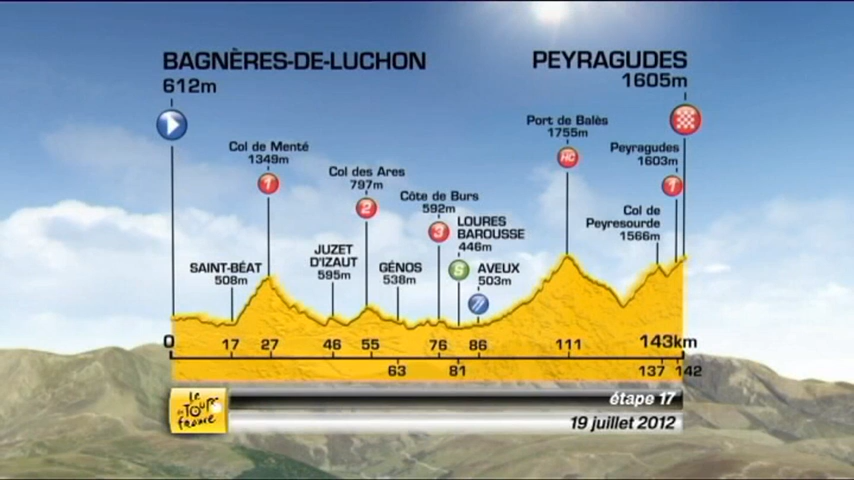 BAGNÈRES-DE-LUCHON
612m
PEYRAGUDES
1605m
Col de Menté
1349m
1
Col des Ares
797m
2
Côte de Burs
592m
3
Port de Balès
1755m
HC
Peyragudes
1603m
1
Col de
Peyresourde
1566m
LOURES
BAROUSSE
446m
S
AVEUX
503m
SAINT-BÉAT
508m
JUZET
D'IZAUT
595m
GÉNOS
538m
0
17
27
46
55
76
86
111
143km
63
81
137
142
étape 17
19 juillet 2012
le
de Tour
france